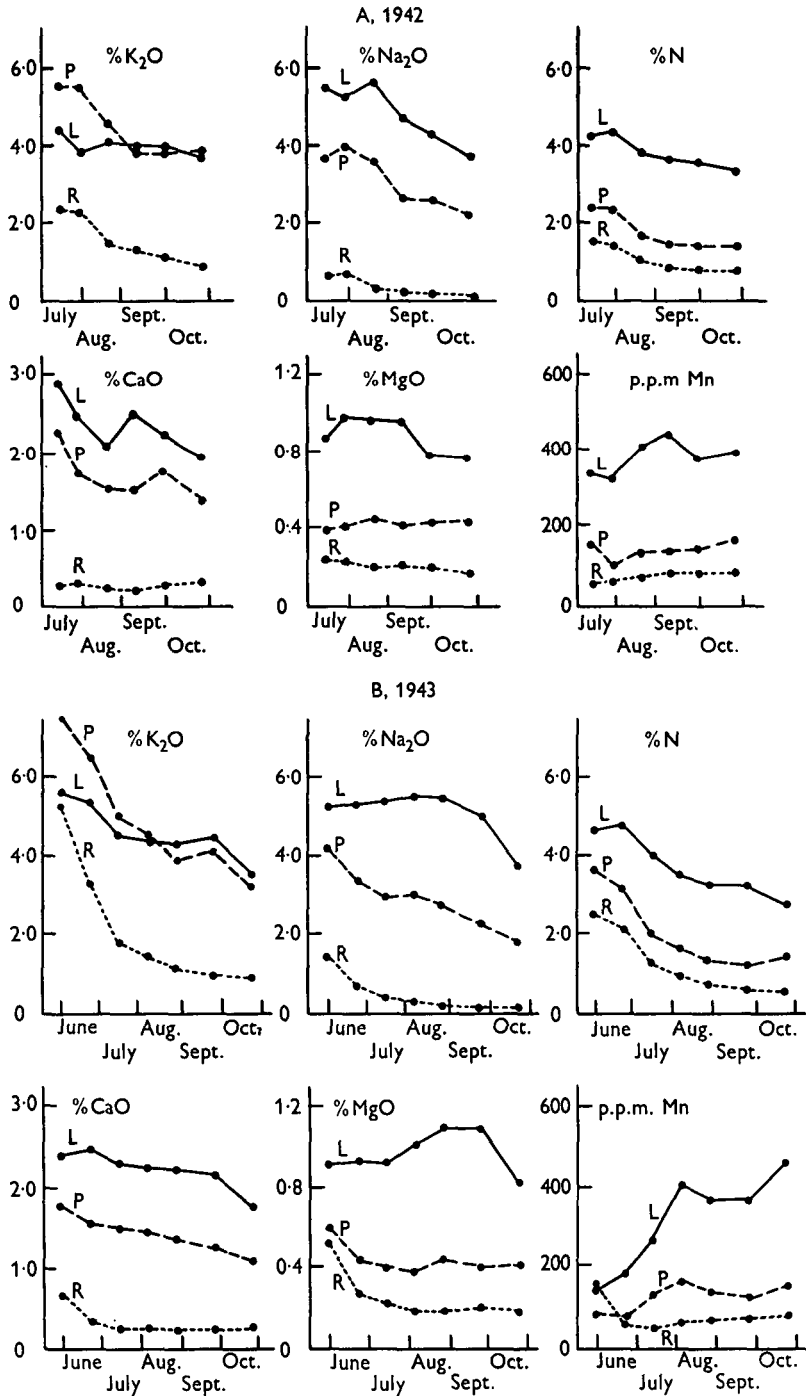 A, 1942
%K2O
%Na2O
%N
6·0
4·0
2·0
0
P
L
R
July
Aug.
Sept.
Oct.
6·0
4·0
2·0
0
L
P
R
July
Aug.
Sept.
Oct.
6·0
4·0
2·0
0
L
P
R
July
Aug.
Sept.
Oct.
%CaO
%MgO
p.p.m Mn
3·0
2·0
1·0
0
L
P
R
July
Aug.
Sept.
Oct.
1·2
0·8
0·4
0
L
P
R
July
Aug.
Sept.
Oct.
600
400
200
0
L
P
R
July
Aug.
Sept.
Oct.
B, 1943
%K2O
%Na2O
%N
6·0
4·0
2·0
0
P
L
R
June
July
Aug.
Sept.
Oct.
6·0
4·0
2·0
0
L
P
R
June
July
Aug.
Sept.
Oct.
6·0
4·0
2·0
0
L
P
R
June
July
Aug.
Sept.
Oct.
%CaO
%MgO
p.p.m. Mn
3·0
2·0
1·0
0
L
P
R
June
July
Aug.
Sept.
Oct.
1·2
0·8
0·4
0
L
P
R
June
July
Aug.
Sept.
Oct.
600
400
200
0
L
P
R
June
July
Aug.
Sept.
Oct.